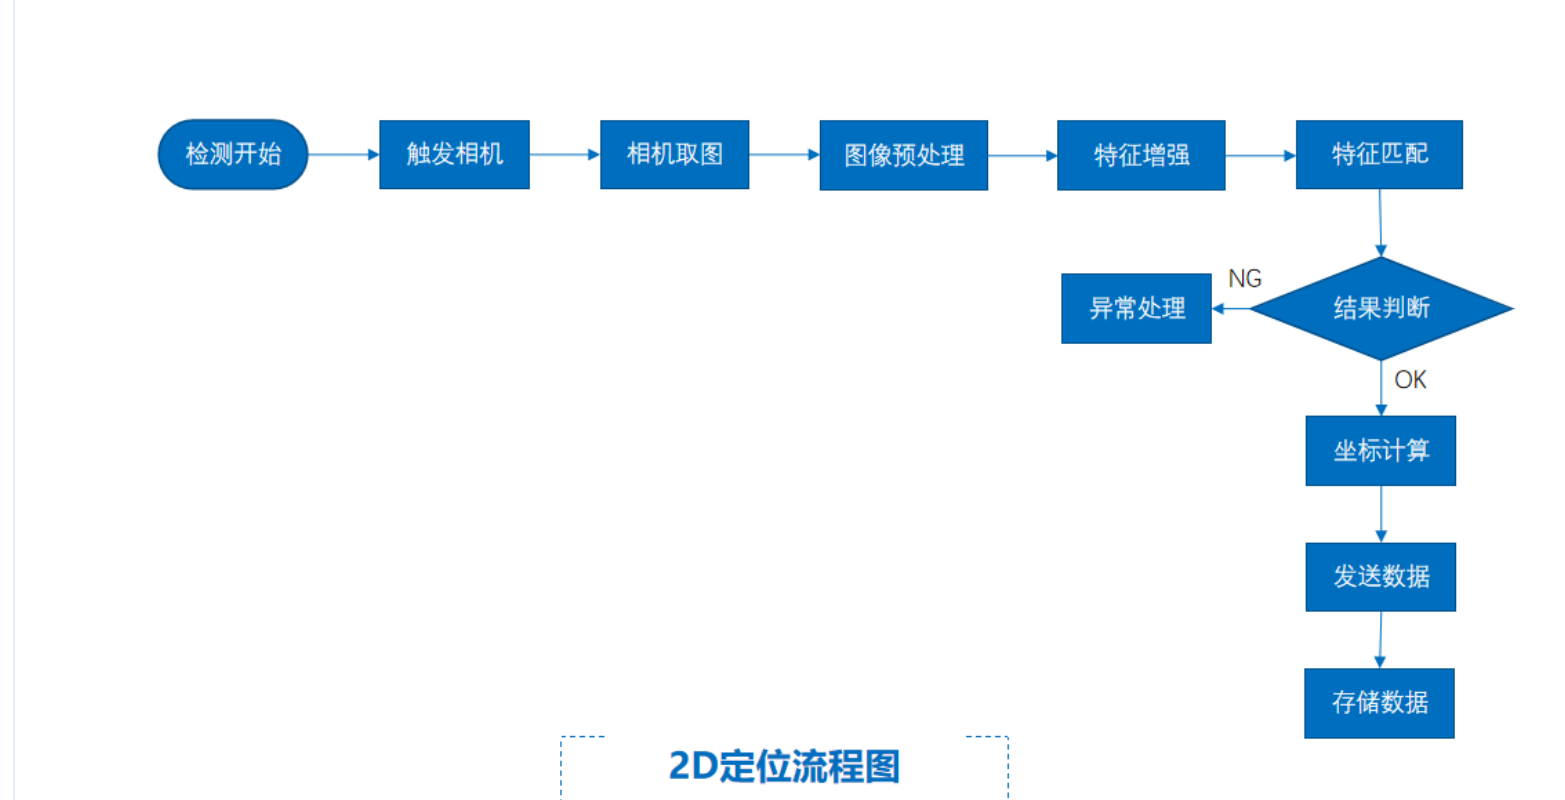 检测开始
触发相机
相机取图
图像预处理
特征增强
特征匹配
NG
异常处理
结果判断
OK
坐标计算
发送数据
存储数据
2D定位流程图